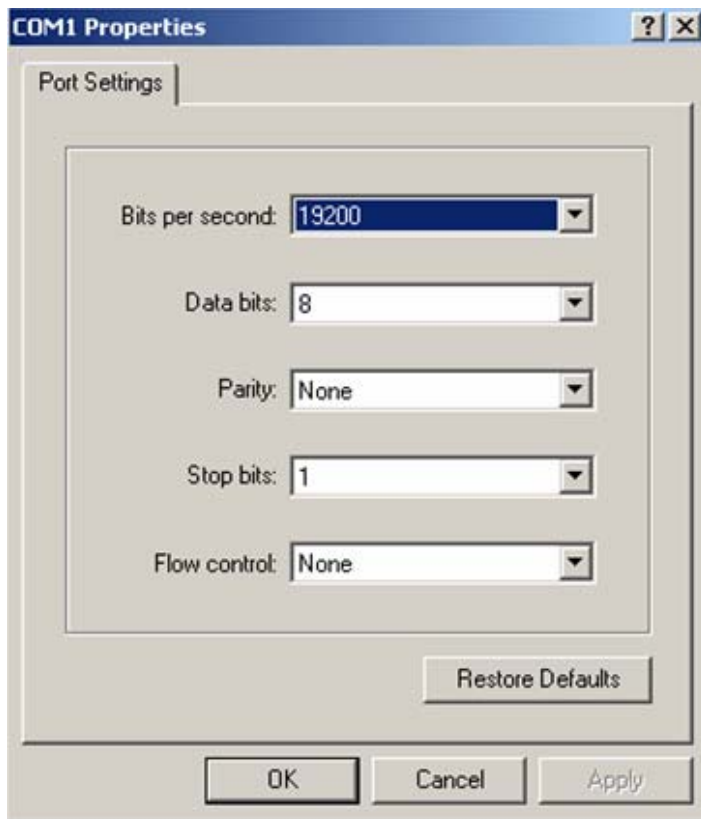 COM1 Properties
Port Settings
Bits per second: 19200
Data bits: 8
Parity: None
Stop bits: 1
Flow control: None
Restore Defaults
OK Cancel Apply